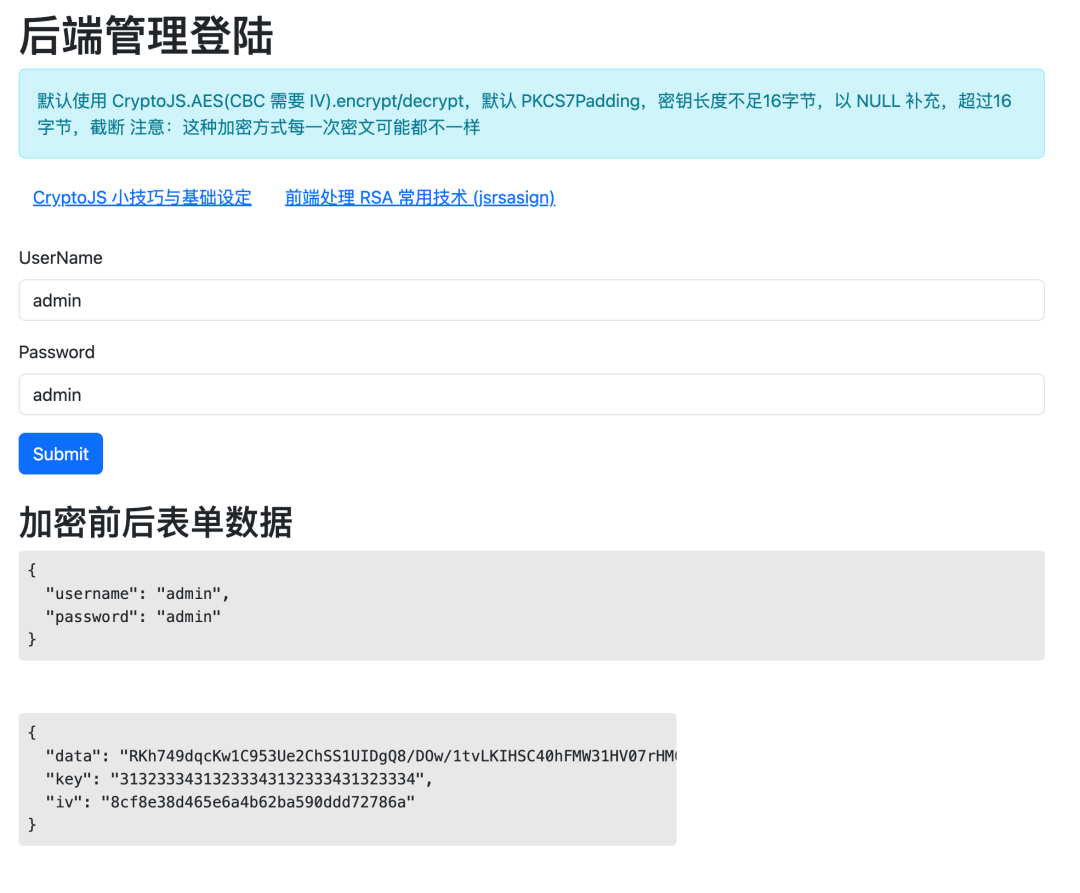 后端管理登陆
默认使用 CryptoJS.AES(CBC 需要 IV).encrypt/decrypt，默认 PKCS7Padding，密钥长度不足16字节，以 NULL 补充，超过16
字节，截断 注意：这种加密方式每一次密文可能都不一样
CryptoJS 小技巧与基础设定 前端处理 RSA 常用技术 (jsrsasign)
UserName
admin
Password
admin
Submit
加密前后表单数据
{
  "username": "admin",
  "password": "admin"
}
{
  "data": "RKh749dqcKw1C953Ue2ChSS1UIDgQ8/DOw/1tvLKIHSC40hFMW31HV07rHM
  "key": "31323334313233343132333431323334",
  "iv": "8cf8e38d465e6a4b62ba590ddd72786a"
}